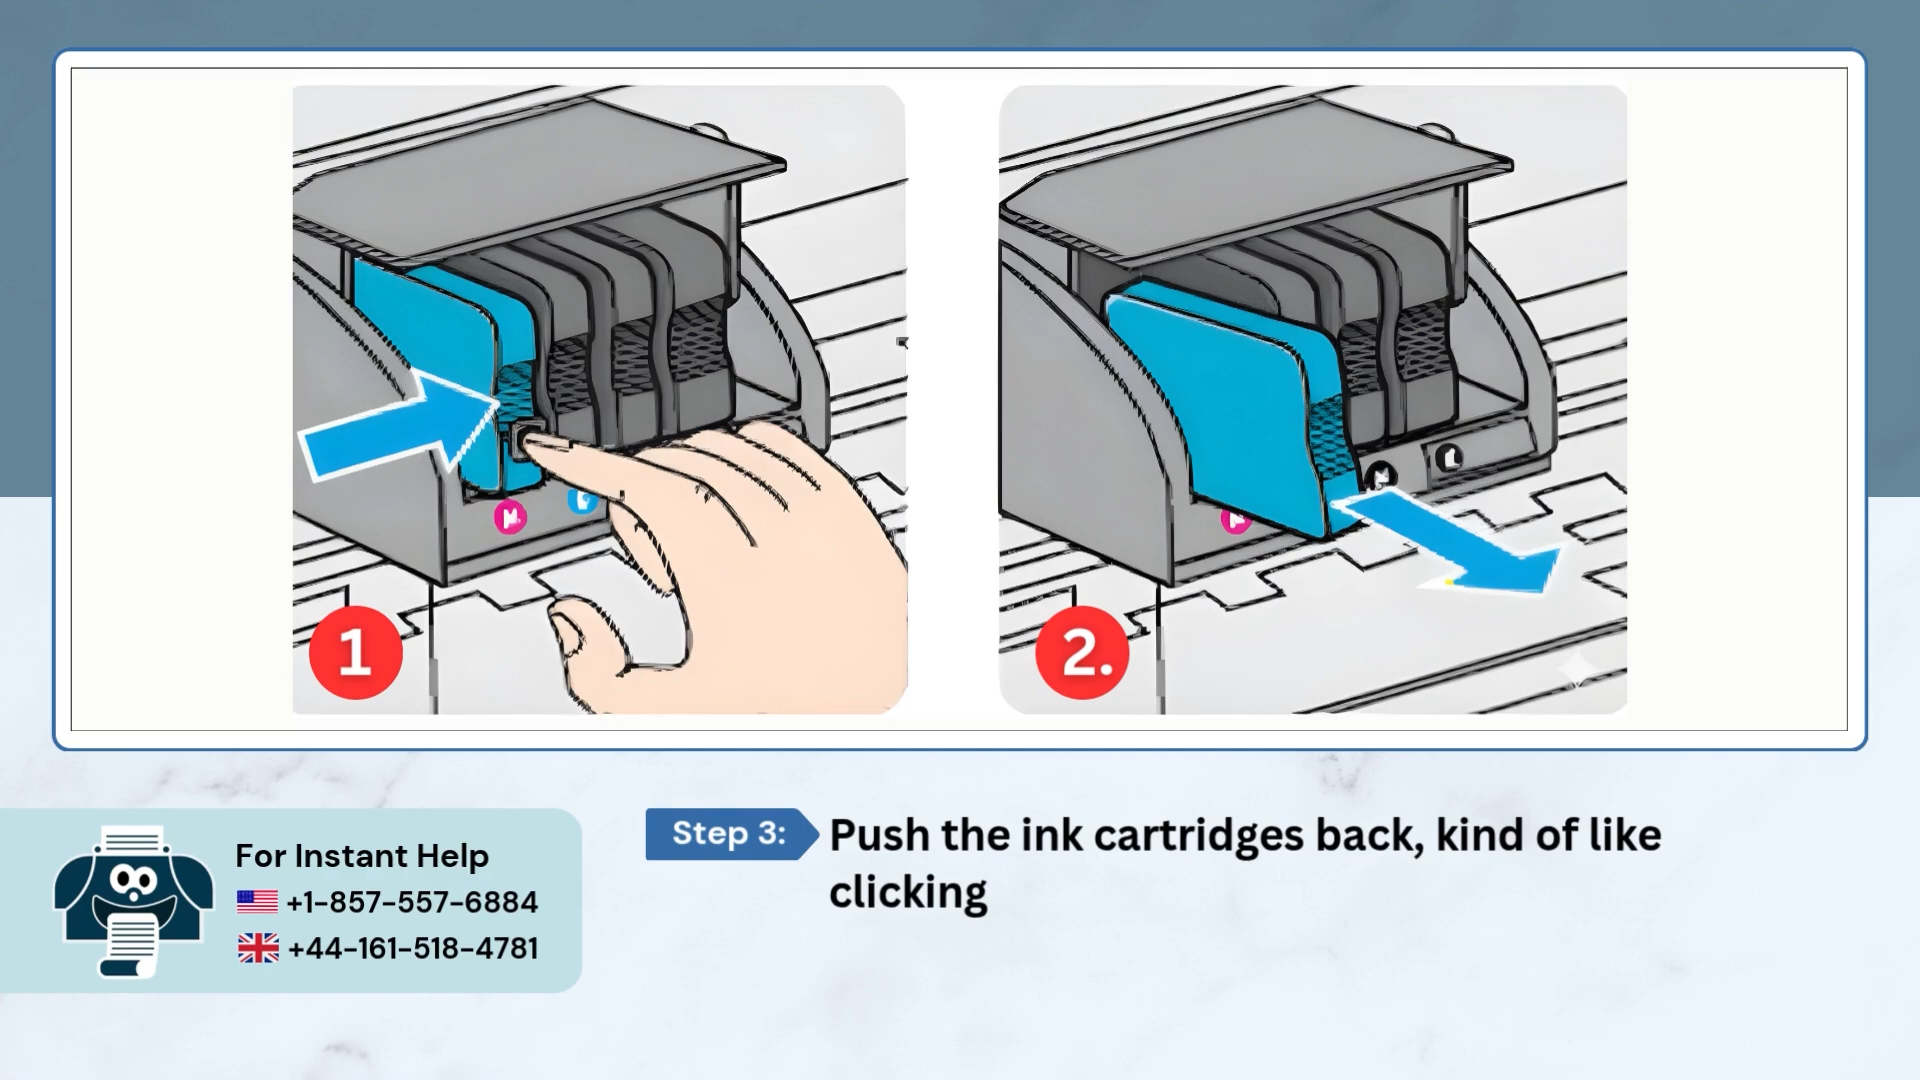 M
1
M
2.
For Instant Help
+1-857-557-6884
+44-161-518-4781
Step 3:
Push the ink cartridges back, kind of like
clicking